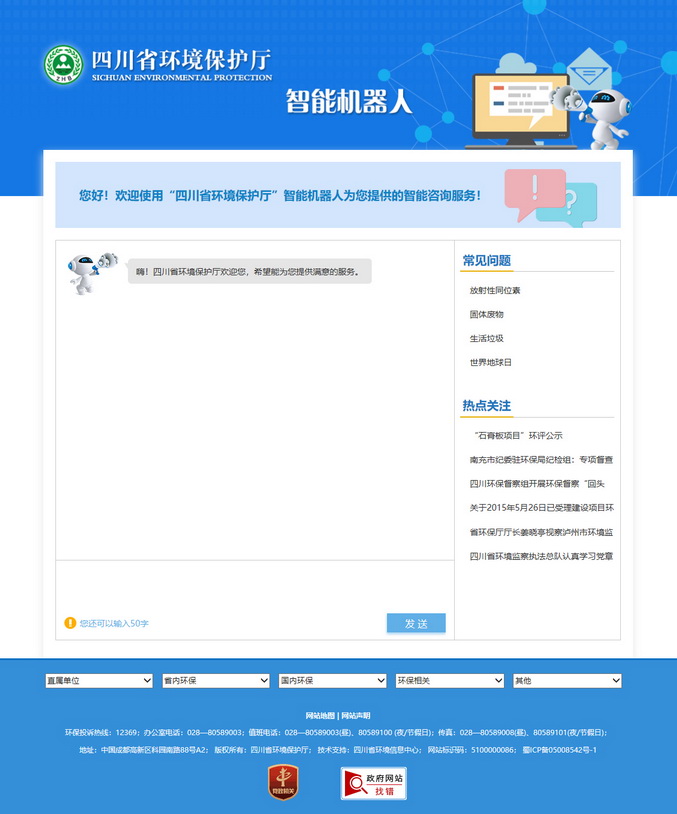 四川省环境保护厅
SICHUAN ENVIRONMENTAL PROTECTION
智能机器人
您好！欢迎使用“四川省环境保护厅”智能机器人为您提供的智能咨询服务！
嗨！四川省环境保护厅欢迎您，希望能为您提供满意的服务。
常见问题
放射性同位素
固体废物
生活垃圾
世界地球日
热点关注
“石膏板项目”环评公示
南充市纪委驻环保局纪检组：专项督查
四川环保督察组开展环保督察“回头
关于2015年5月26日已受理建设项目环
省环保厅厅长姜晓亭视察泸州市环境监
四川省环境监察执法总队认真学习党章
您还可以输入50字
发 送
直属单位
省内环保
国内环保
环保相关
其他
网站地图 | 网站声明
环保投诉热线：12369；办公室电话：028—80589003；值班电话：028—80589003(昼)、80589100 (夜/节假日)；传真：028—80589008(昼)、80589101(夜/节假日)；
地址：中国成都高新区科园南路88号A2； 版权所有：四川省环境保护厅； 技术支持：四川省环境信息中心； 网站标识码：5100000086； 蜀ICP备05008542号-1
党政机关
政府网站
找错